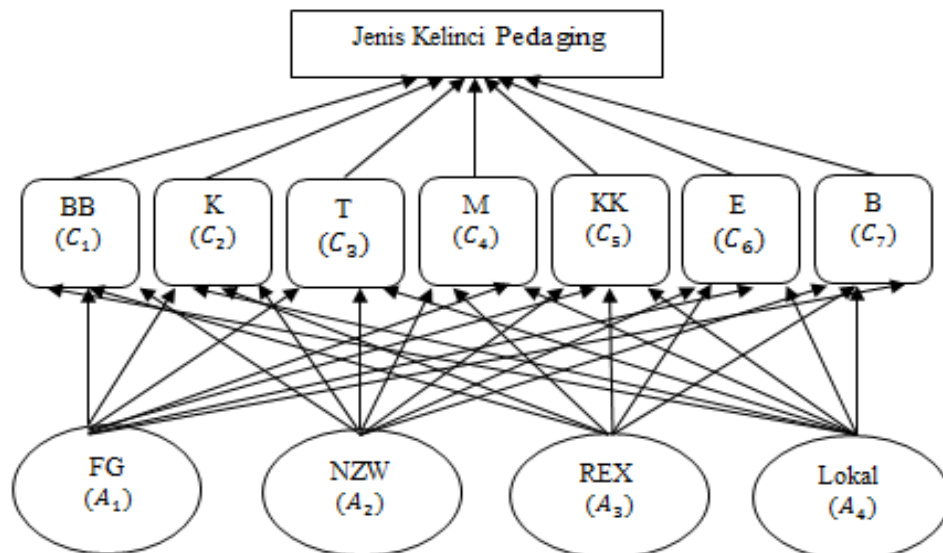 Jenis Kelinci Pedaging
BB
(C₁)
K
(C₂)
T
(C₃)
M
(C₄)
KK
(C₅)
E
(C₆)
B
(C₇)
FG
(A₁)
NZW
(A₂)
REX
(A₃)
Lokal
(A₄)